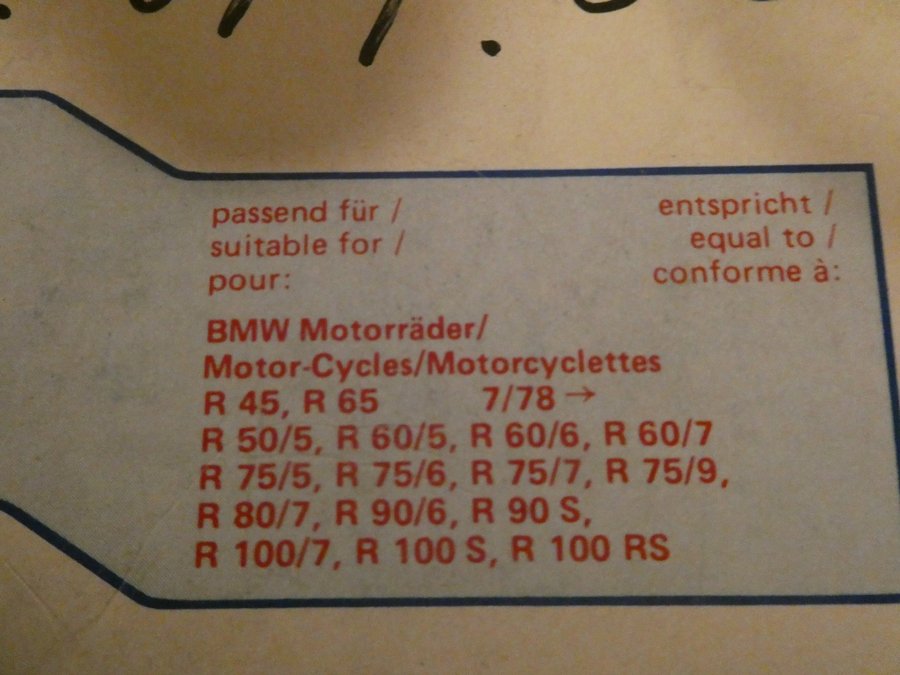 passend für /
suitable for /
pour:
entspricht /
equal to /
conforme à:
BMW Motorräder/
Motor-Cycles/Motorcyclettes
R 45, R 65 7/78 →
R 50/5, R 60/5, R 60/6, R 60/7
R 75/5, R 75/6, R 75/7, R 75/9,
R 80/7, R 90/6, R 90 S,
R 100/7, R 100 S, R 100 RS